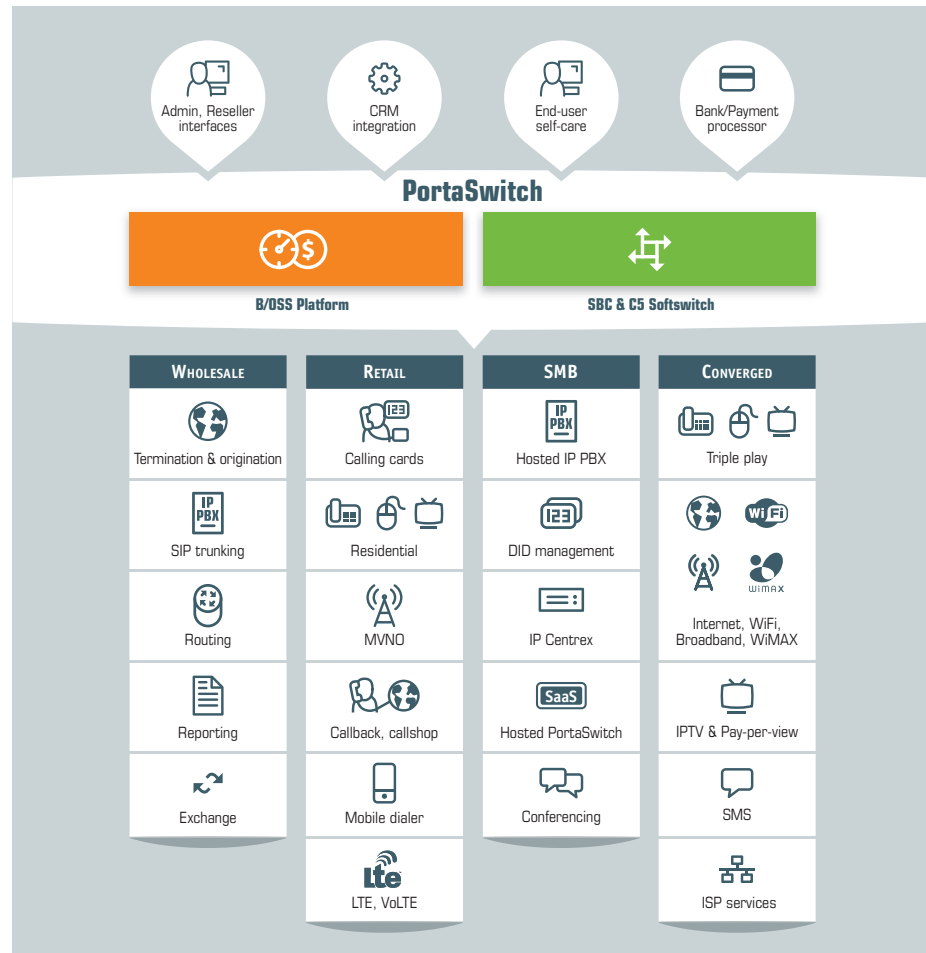 Admin, Reseller
interfaces
CRM
integration
End-user
self-care
Bank/Payment
processor
PortaSwitch
$
B/OSS Platform
SBC & C5 Softswitch
WHOLESALE
Termination & origination
IP
PBX
SIP trunking
Routing
Reporting
Exchange
RETAIL
123
Calling cards
Residential
MVNO
Callback, callshop
Mobile dialer
Lte
LTE, VoLTE
SMB
IP
PBX
Hosted IP PBX
123
DID management
IP Centrex
SaaS
Hosted PortaSwitch
Conferencing
CONVERGED
Triple play
Wi Fi
WiMAX
Internet, WiFi,
Broadband, WiMAX
IPTV & Pay-per-view
SMS
ISP services